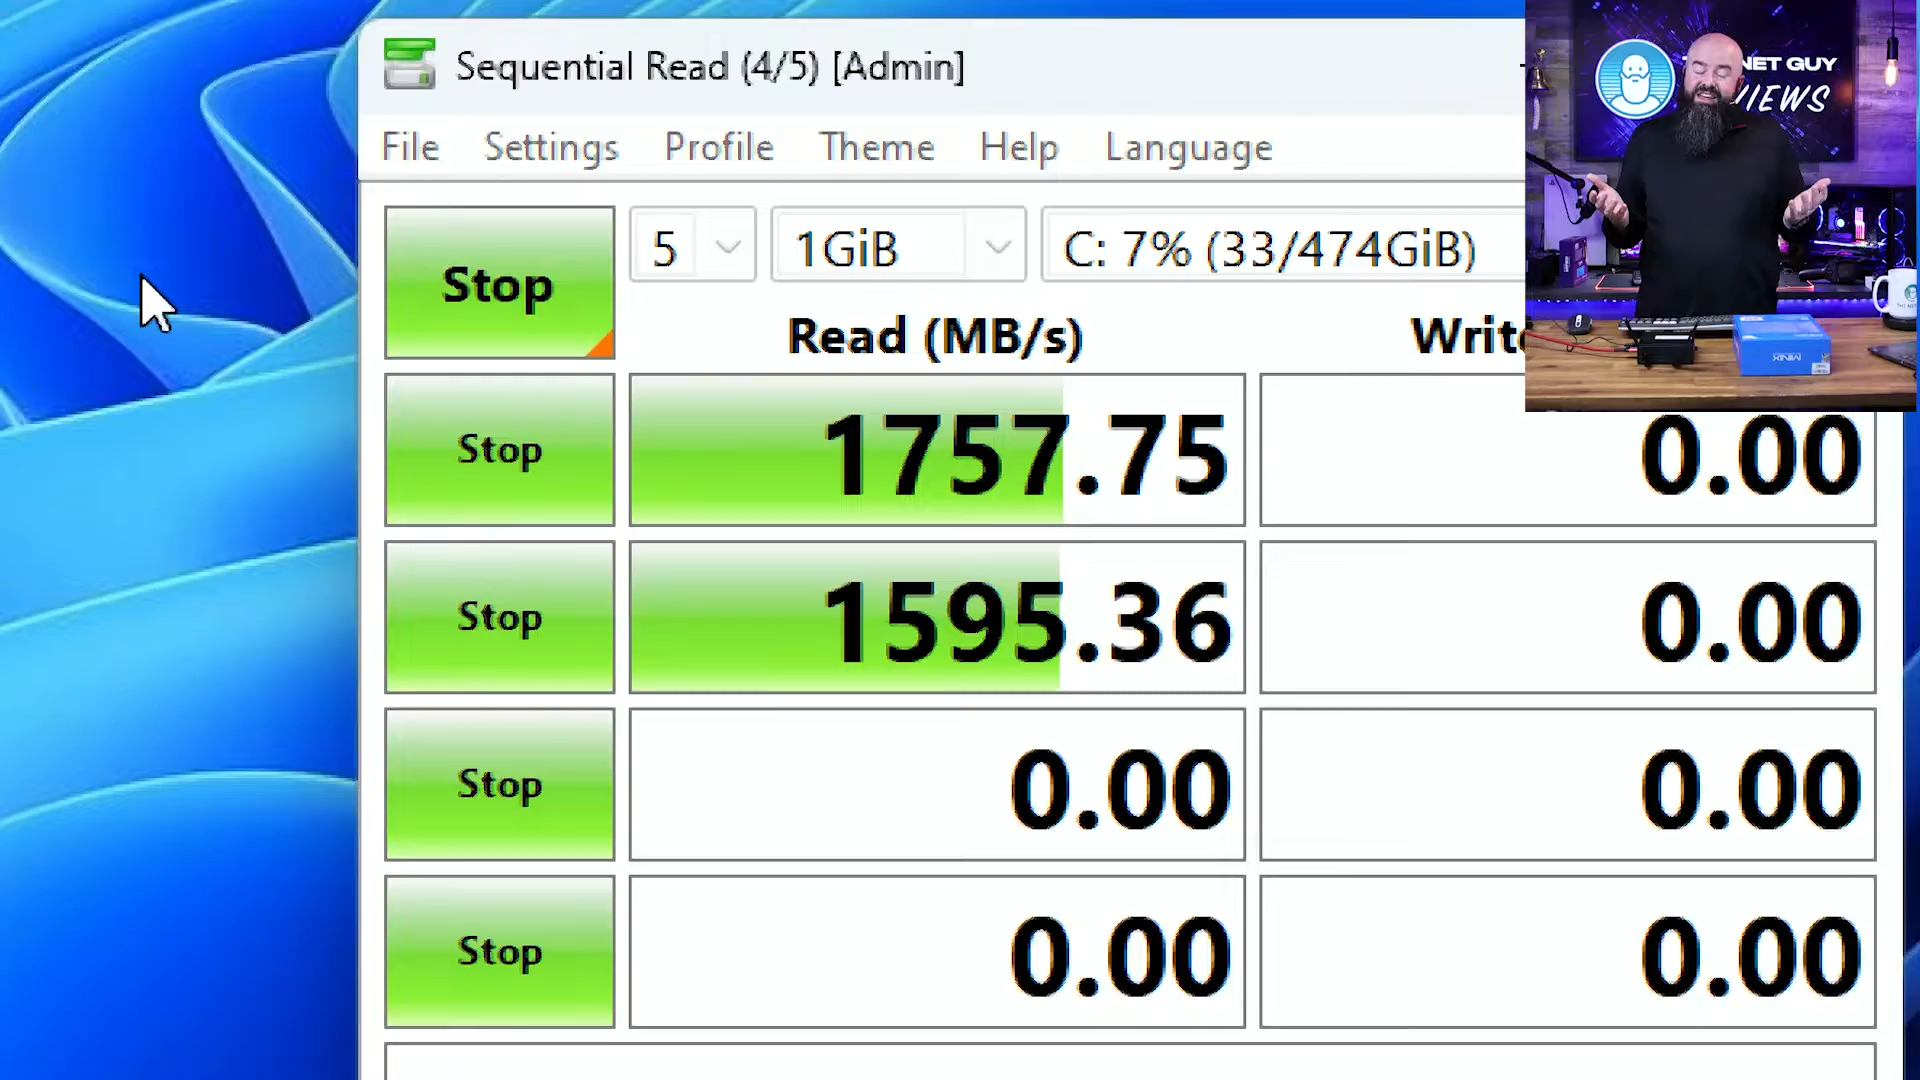 Sequential Read (4/5) [Admin]
File Settings Profile Theme Help Language
Stop 5 1GiB C: 7% (33/474GiB)
Read (MB/s)
Stop 1757.75 0.00
Stop 1595.36 0.00
Stop 0.00 0.00
Stop 0.00 0.00
NET GUY
MINIX